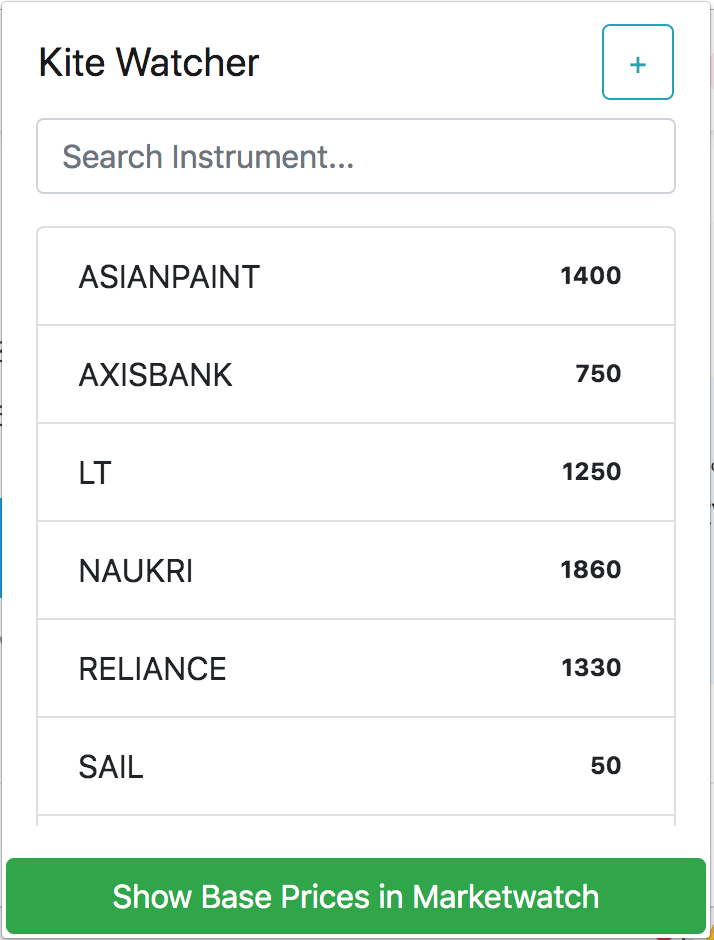 Kite Watcher
+
Search Instrument...
ASIANPAINT 1400
AXISBANK 750
LT 1250
NAUKRI 1860
RELIANCE 1330
SAIL 50
Show Base Prices in Marketwatch